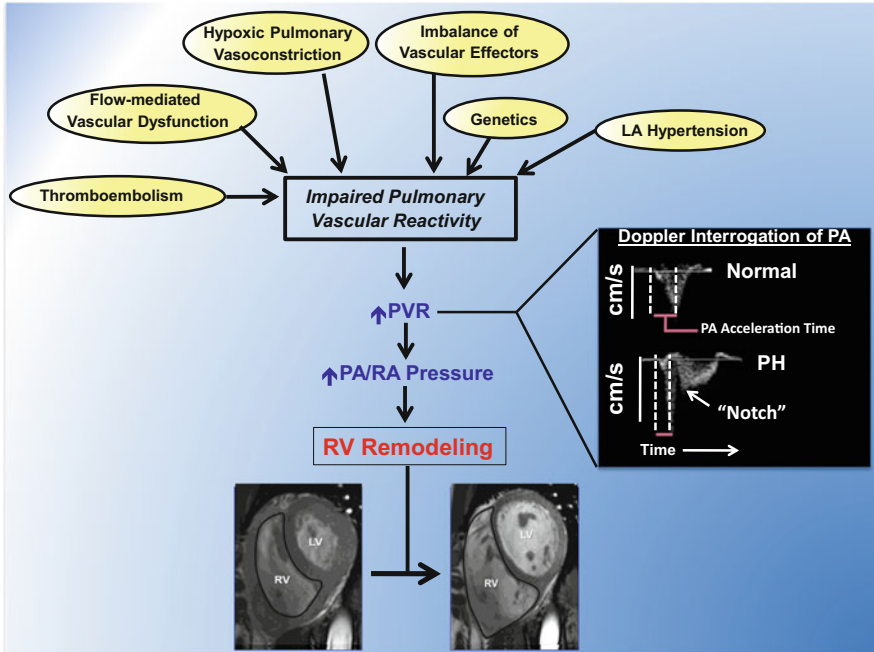 Hypoxic Pulmonary
Vasoconstriction
Imbalance of
Vascular Effectors
Flow-mediated
Vascular Dysfunction
Genetics
LA Hypertension
Thromboembolism
Impaired Pulmonary
Vascular Reactivity
Doppler Interrogation of PA
cm/s
Normal
PA Acceleration Time
↑PVR
↑PA/RA Pressure
cm/s
PH
“Notch”
Time
RV Remodeling
LV
RV
LV
RV